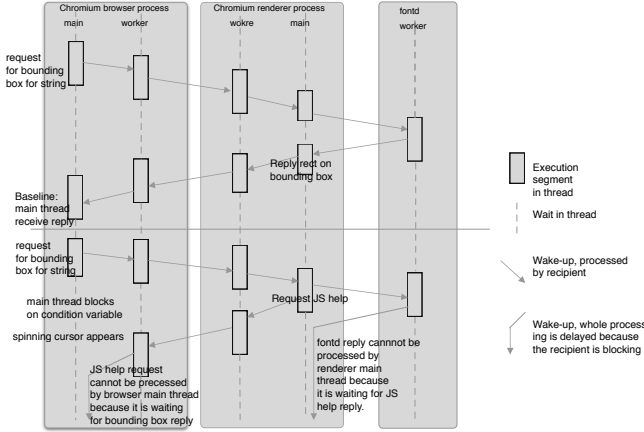 Chromium browser process
Chromium renderer process
fontd
main
worker
wokre
main
worker
request
for bounding
box for string
Reply rect on
bounding box
Baseline:
main thread
receive reply
request
for bounding
box for string
Request JS help
main thread blocks
on condition variable
spinning cursor appears
JS help request
cannot be precessed
by browser main thread
because it is waiting
for bounding box reply
fontd reply cannnot be
processed by
renderer main
thread because
it is waiting for JS
help reply.
Execution
segment
in thread
Wait in thread
Wake-up, processed
by recipient
Wake-up, whole process
ing is delayed because
the recipient is blocking